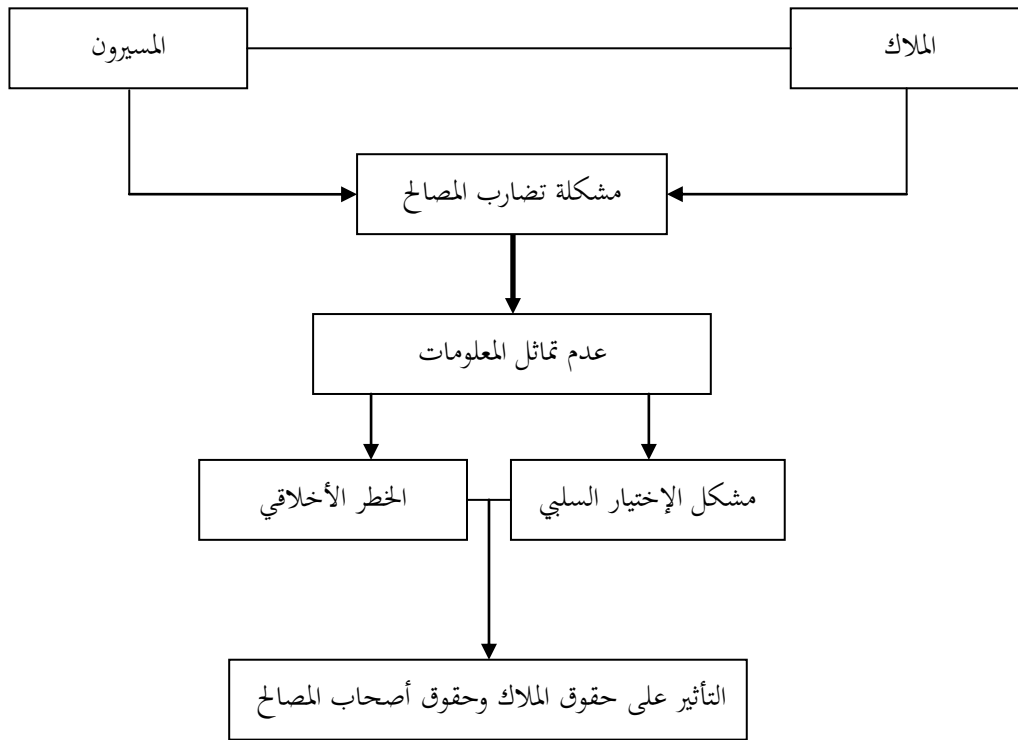 الملاك
المسيرون
مشكلة تضارب المصالح
عدم تماثل المعلومات
مشكل الإختيار السلبي
الخطر الأخلاقي
التأثير على حقوق الملاك وحقوق أصحاب المصالح